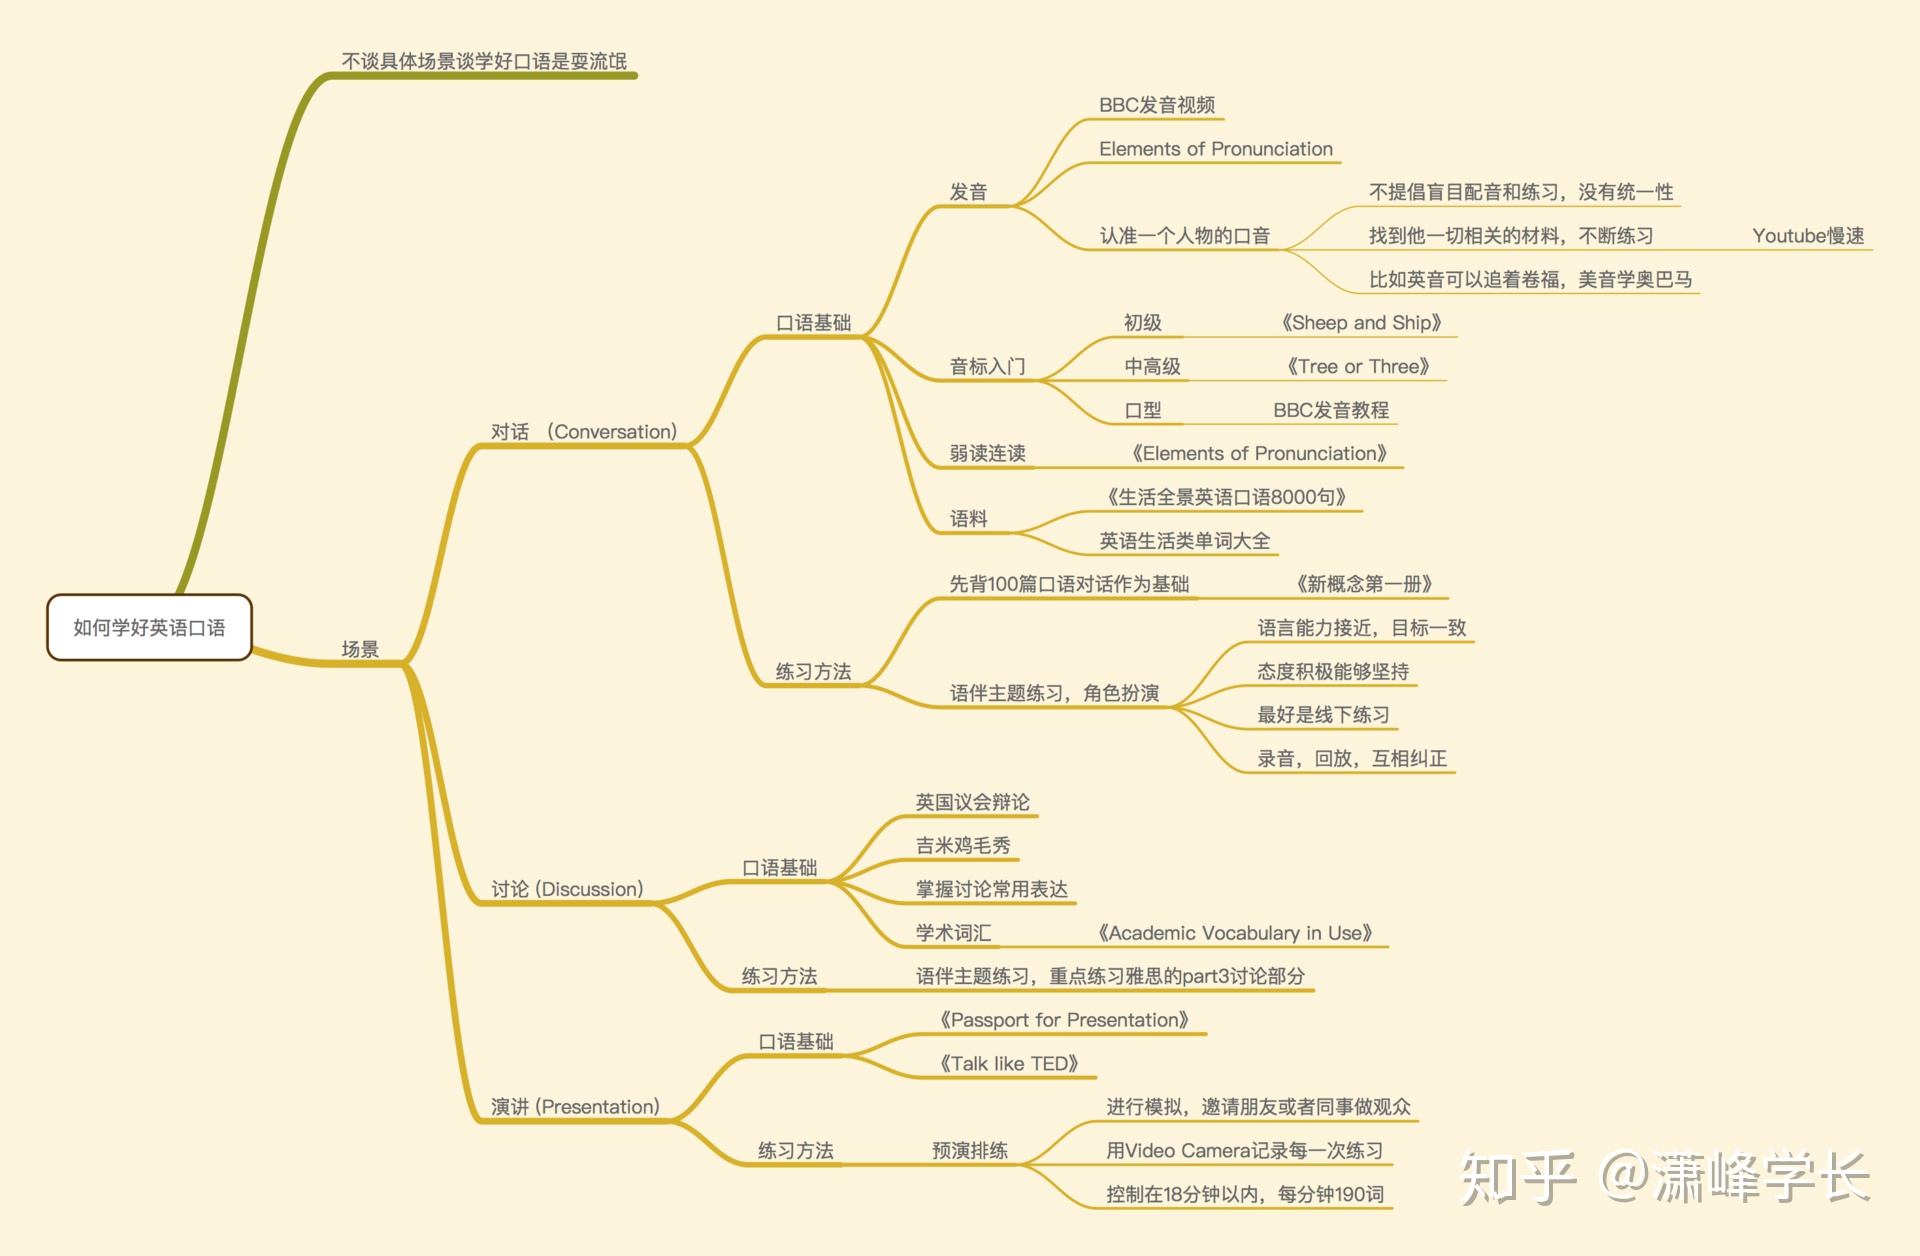 不谈具体场景谈学好口语是耍流氓
BBC发音视频
Elements of Pronunciation
发音
不提倡盲目配音和练习，没有统一性
认准一个人物的口音
找到他一切相关的材料，不断练习
Youtube慢速
比如英音可以追着卷福，美音学奥巴马
口语基础
初级
《Sheep and Ship》
音标入门
中高级
《Tree or Three》
口型
BBC发音教程
对话 （Conversation）
弱读连读
《Elements of Pronunciation》
语料
《生活全景英语口语8000句》
英语生活类单词大全
先背100篇口语对话作为基础
《新概念第一册》
如何学好英语口语
语言能力接近，目标一致
场景
练习方法
态度积极能够坚持
语伴主题练习，角色扮演
最好是线下练习
录音，回放，互相纠正
英国议会辩论
吉米鸡毛秀
口语基础
讨论 (Discussion)
掌握讨论常用表达
学术词汇
《Academic Vocabulary in Use》
练习方法
语伴主题练习，重点练习雅思的part3讨论部分
《Passport for Presentation》
口语基础
《Talk like TED》
演讲 (Presentation)
进行模拟，邀请朋友或者同事做观众
练习方法
预演排练
用Video Camera记录每一次练习
控制在18分钟以内，每分钟190词
知乎 @潇峰学长